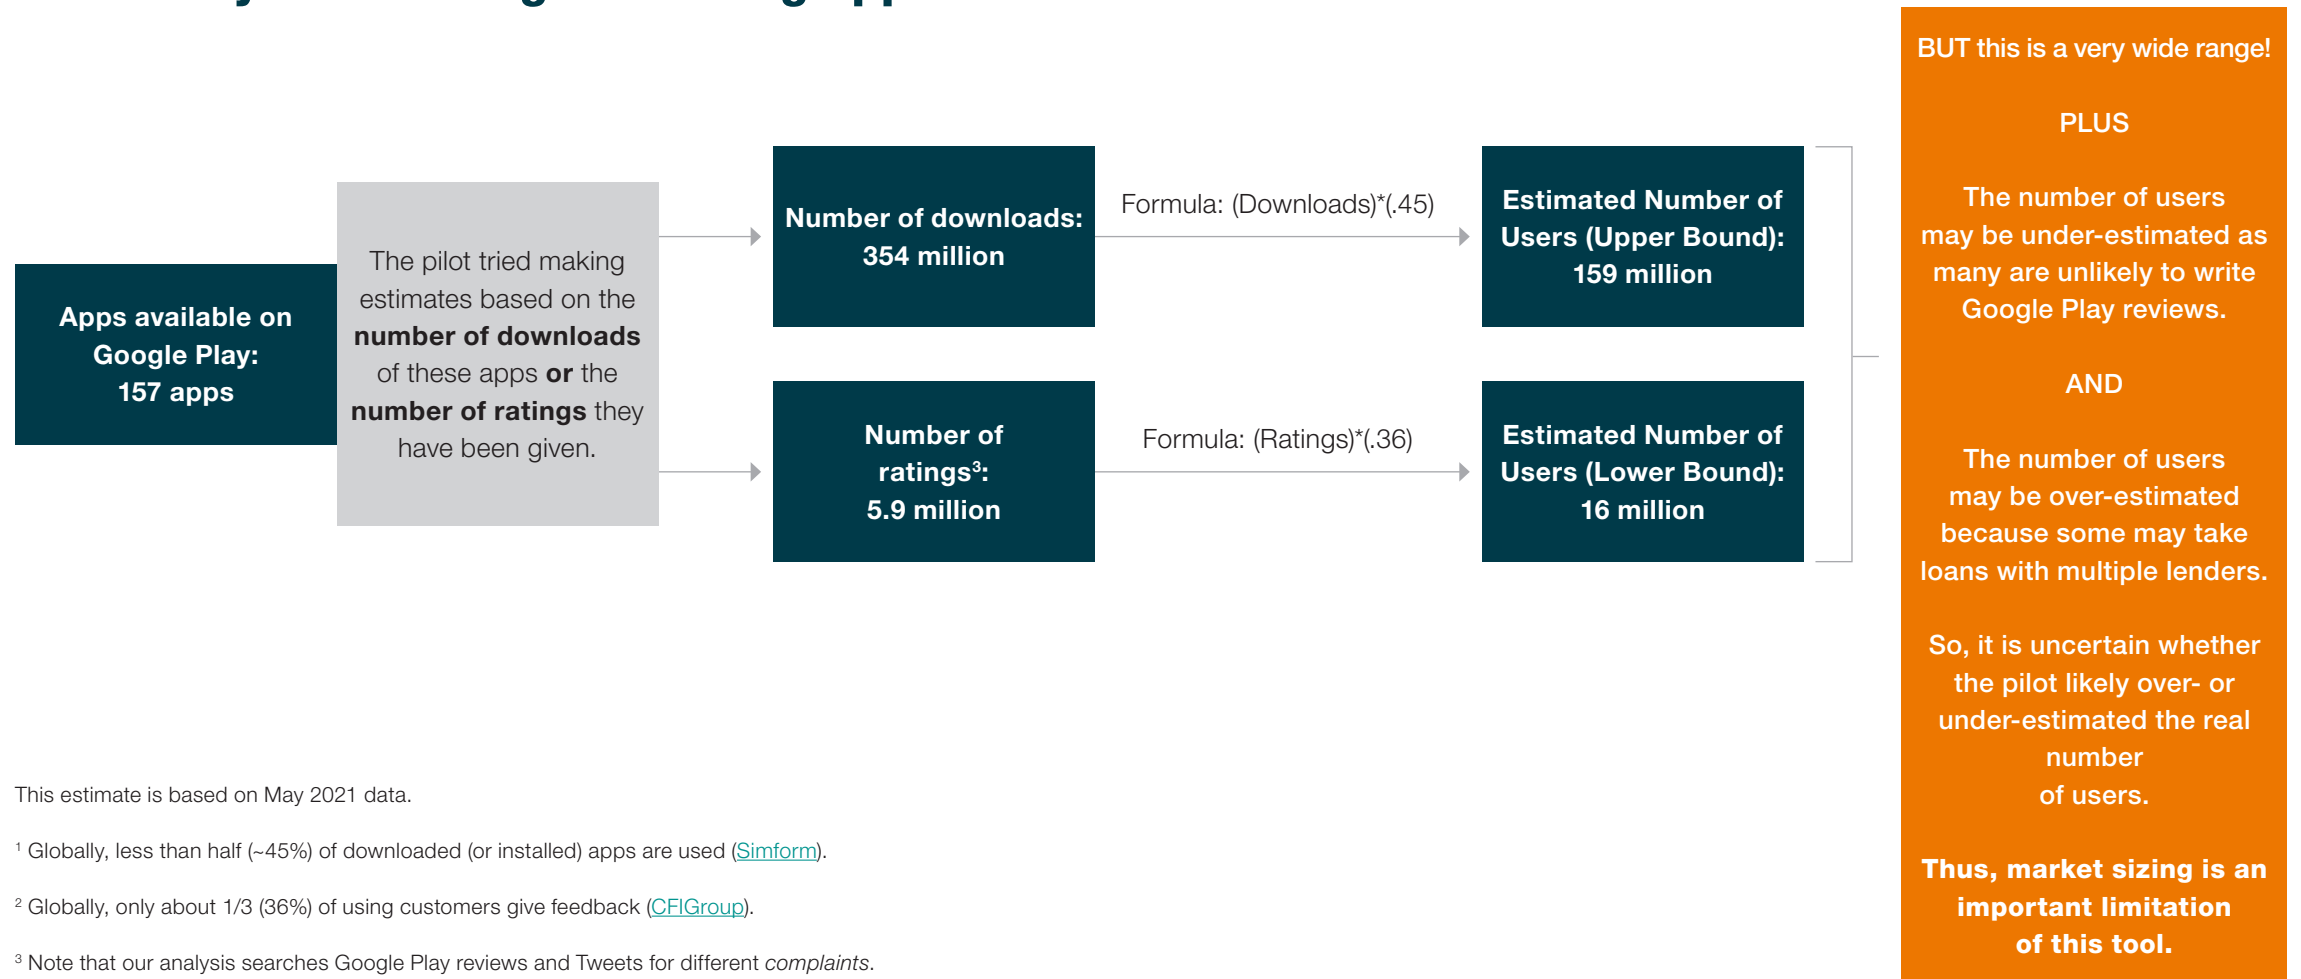 Apps available on
Google Play:
157 apps
The pilot tried making
estimates based on the
number of downloads
of these apps or the
number of ratings they
have been given.
Number of downloads:
354 million
Formula: (Downloads)*(.45)
Estimated Number of
Users (Upper Bound):
159 million
Number of
ratings³:
5.9 million
Formula: (Ratings)*(.36)
Estimated Number of
Users (Lower Bound):
16 million
BUT this is a very wide range!
PLUS
The number of users
may be under-estimated as
many are unlikely to write
Google Play reviews.
AND
The number of users
may be over-estimated
because some may take
loans with multiple lenders.
So, it is uncertain whether
the pilot likely over- or
under-estimated the real
number
of users.
Thus, market sizing is an
important limitation
of this tool.
This estimate is based on May 2021 data.
¹ Globally, less than half (~45%) of downloaded (or installed) apps are used (Simform).
² Globally, only about 1/3 (36%) of using customers give feedback (CFIGroup).
³ Note that our analysis searches Google Play reviews and Tweets for different complaints.